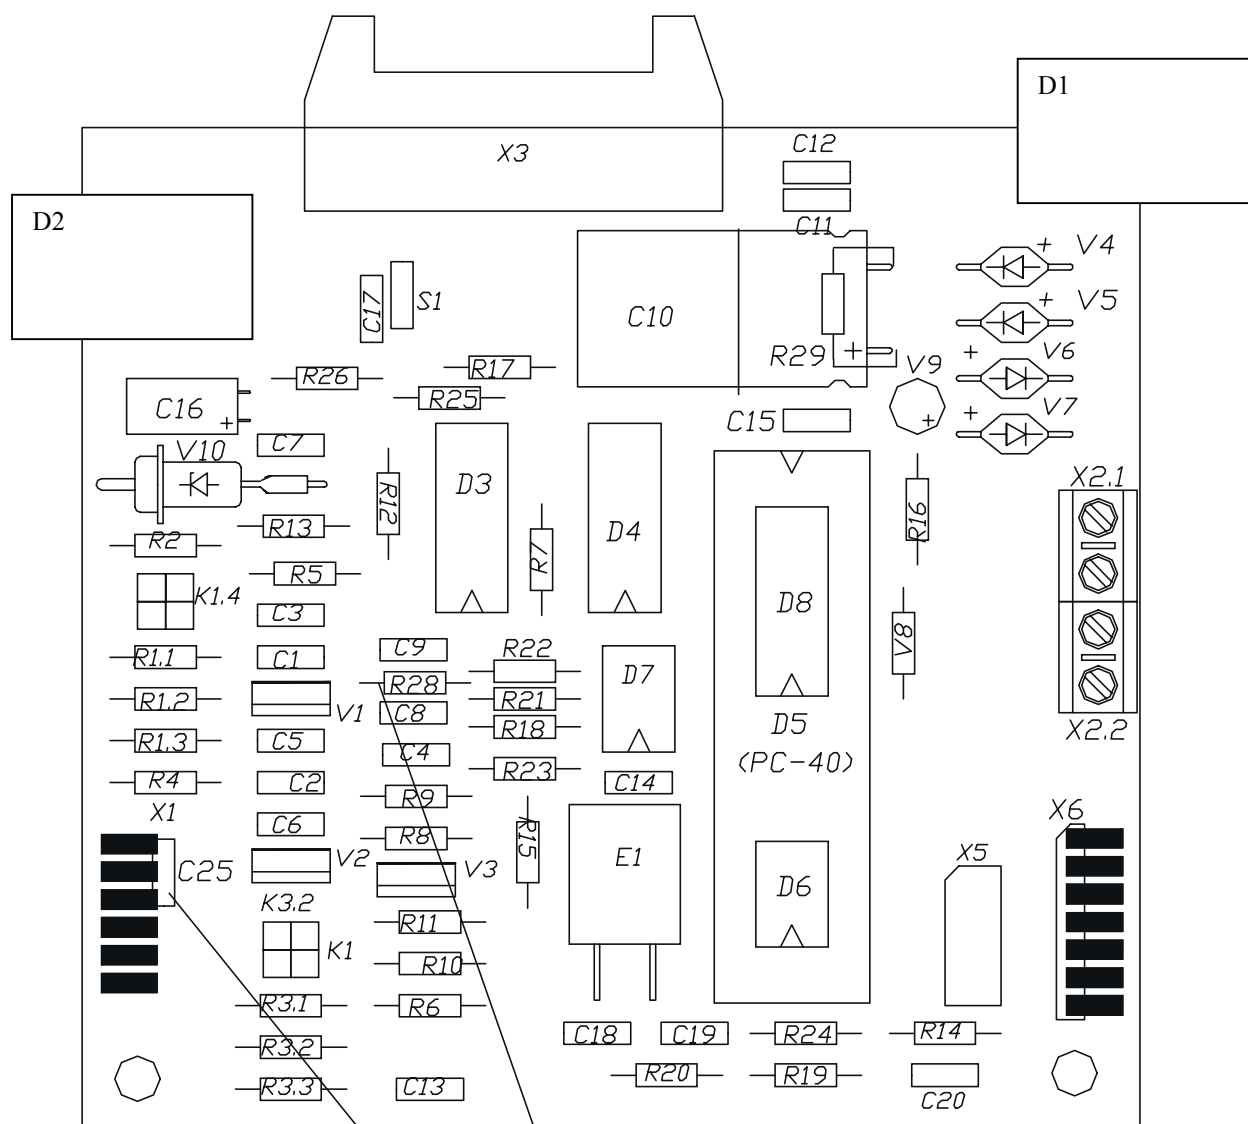 D1
X3
C12
D2
C11
V4
S1
C17
C10
V5
R29
V6
R17
R26
V9
R25
V7
C16
C15
C7
V10
X2.1
D3
R12
R16
R13
D4
R2
R7
R5
K1.4
D8
C3
V8
C9
R22
R1.1
C1
D7
R28
R1.2
R21
V1
C8
D5
X2.2
R18
R1.3
C5
C4
(PC-40)
R23
R4
C2
C14
R9
X1
X6
C6
R8
R15
V2
E1
X5
C25
V3
D6
K3.2
R11
K1
R10
R3.1
R6
C18
C19
R24
R14
R3.2
R20
R19
R3.3
C13
C20